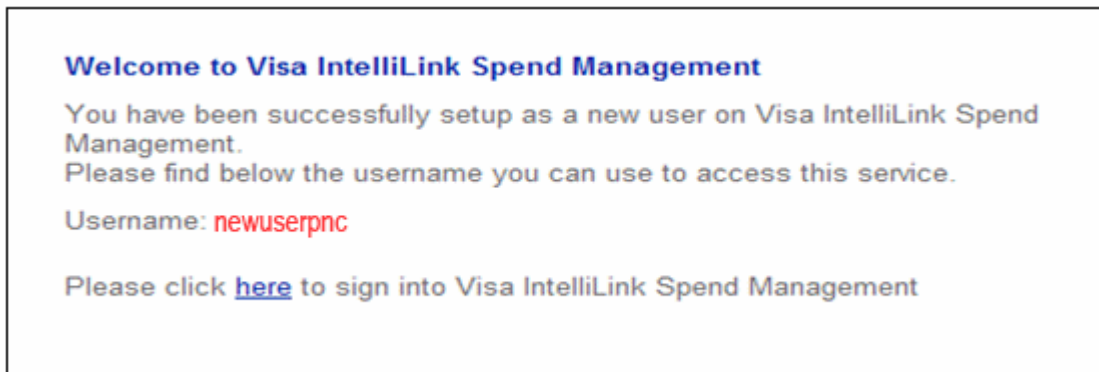 Welcome to Visa IntelliLink Spend Management
You have been successfully setup as a new user on Visa IntelliLink Spend
Management.
Please find below the username you can use to access this service.
Username: newuserpnc
Please click here to sign into Visa IntelliLink Spend Management